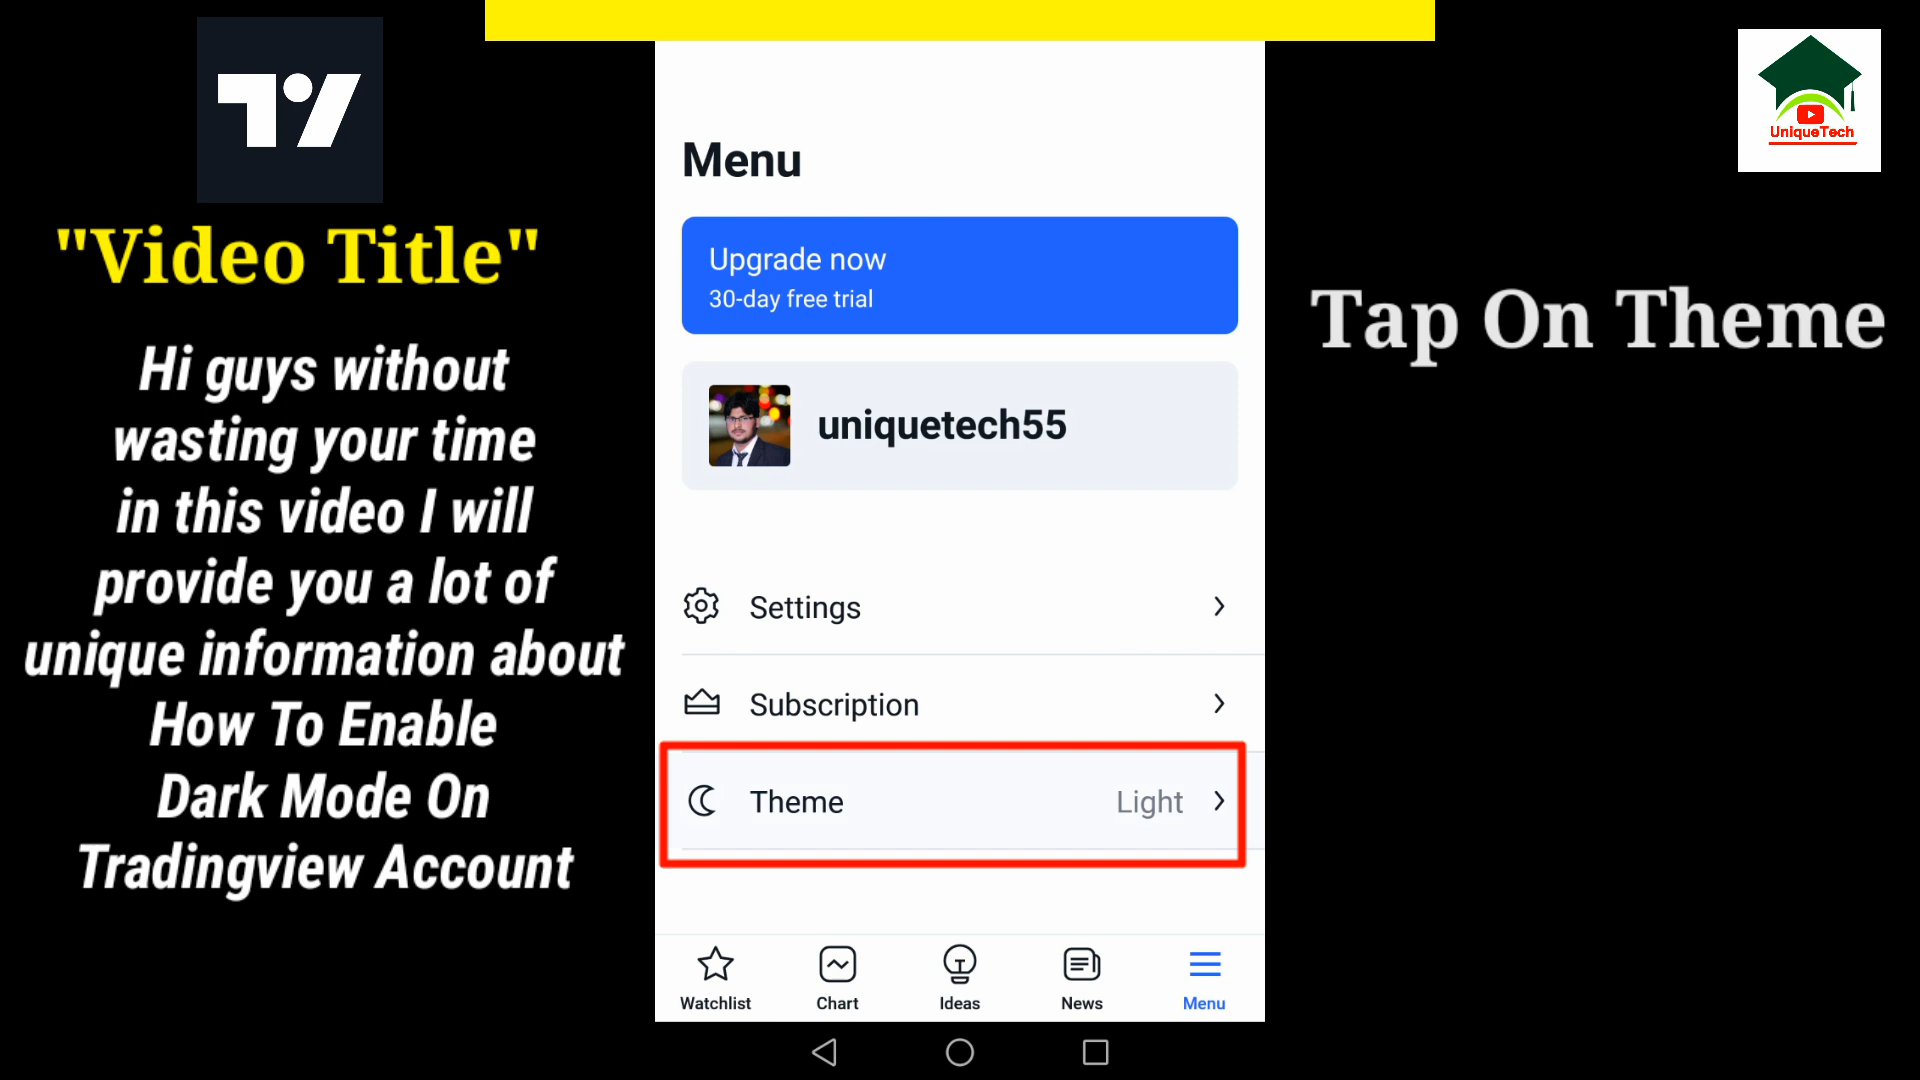 "Video Title"
Hi guys without
wasting your time
in this video I will
provide you a lot of
unique information about
How To Enable
Dark Mode On
Tradingview Account
Menu
Upgrade now
30-day free trial
uniquetech55
Settings
Subscription
Theme Light
Watchlist Chart Ideas News Menu
UniqueTech
Tap On Theme